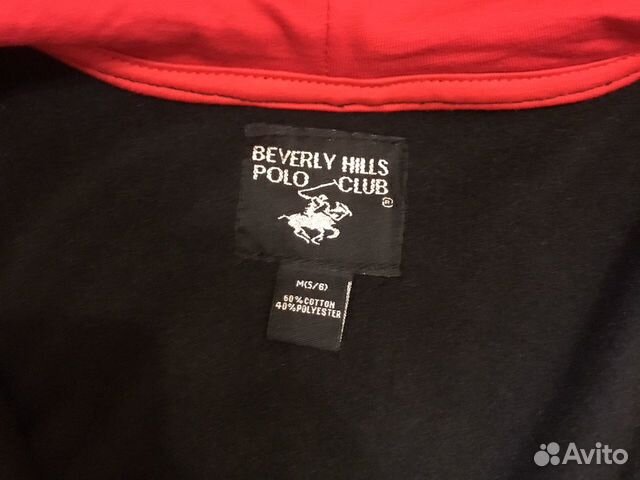 BEVERLY HILLS
POLO CLUB
®
M(5/6)
60% COTTON
40% POLYESTER
Avito